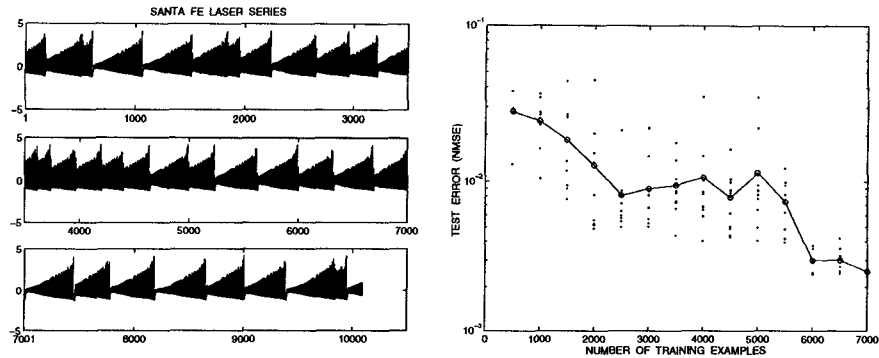 SANTA FE LASER SERIES
5
0
-5
1 1000 2000 3000
5
0
-5
4000 5000 6000 7000
5
0
-5
7001 8000 9000 10000
10⁻¹
10⁻²
10⁻³
TEST ERROR (NMSE)
0 1000 2000 3000 4000 5000 6000 7000
NUMBER OF TRAINING EXAMPLES